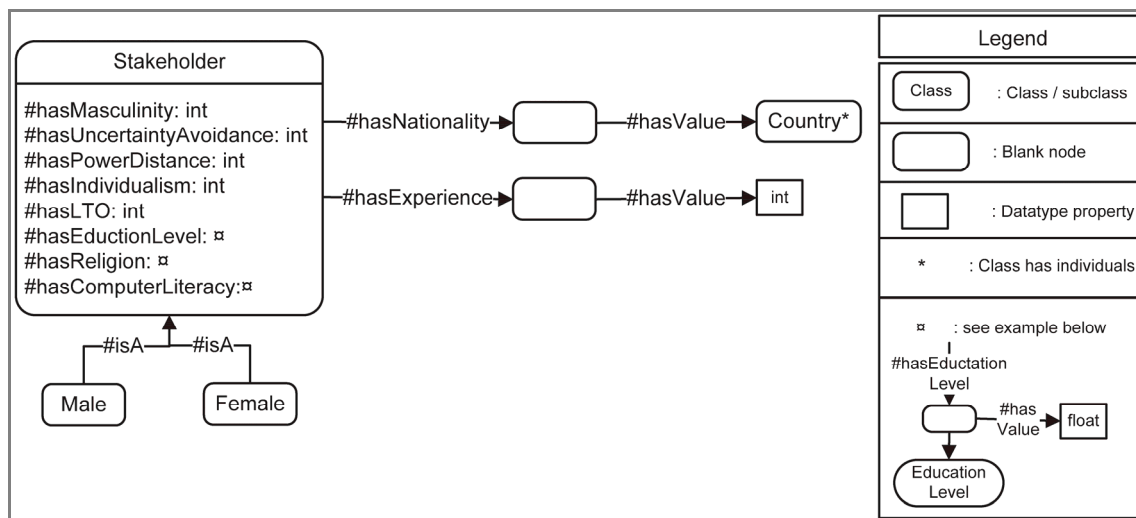 Stakeholder
#hasMasculinity: int
#hasUncertaintyAvoidance: int
#hasPowerDistance: int
#hasIndividualism: int
#hasLTO: int
#hasEductionLevel: ¤
#hasReligion: ¤
#hasComputerLiteracy:¤
#hasNationality
#hasValue
Country*
#hasExperience
#hasValue
int
#isA
#isA
Male
Female
Legend
Class
: Class / subclass
: Blank node
: Datatype property
*
: Class has individuals
¤
: see example below
#hasEductation
Level
#has
Value
float
Education
Level